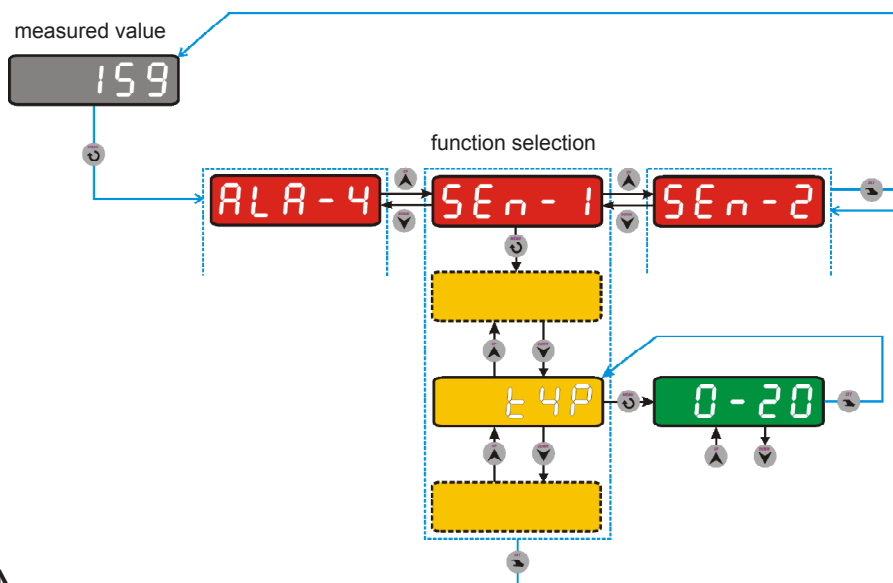 measured value
159
function selection
ALA-4
SEn-1
SEn-2
tYP
0-20